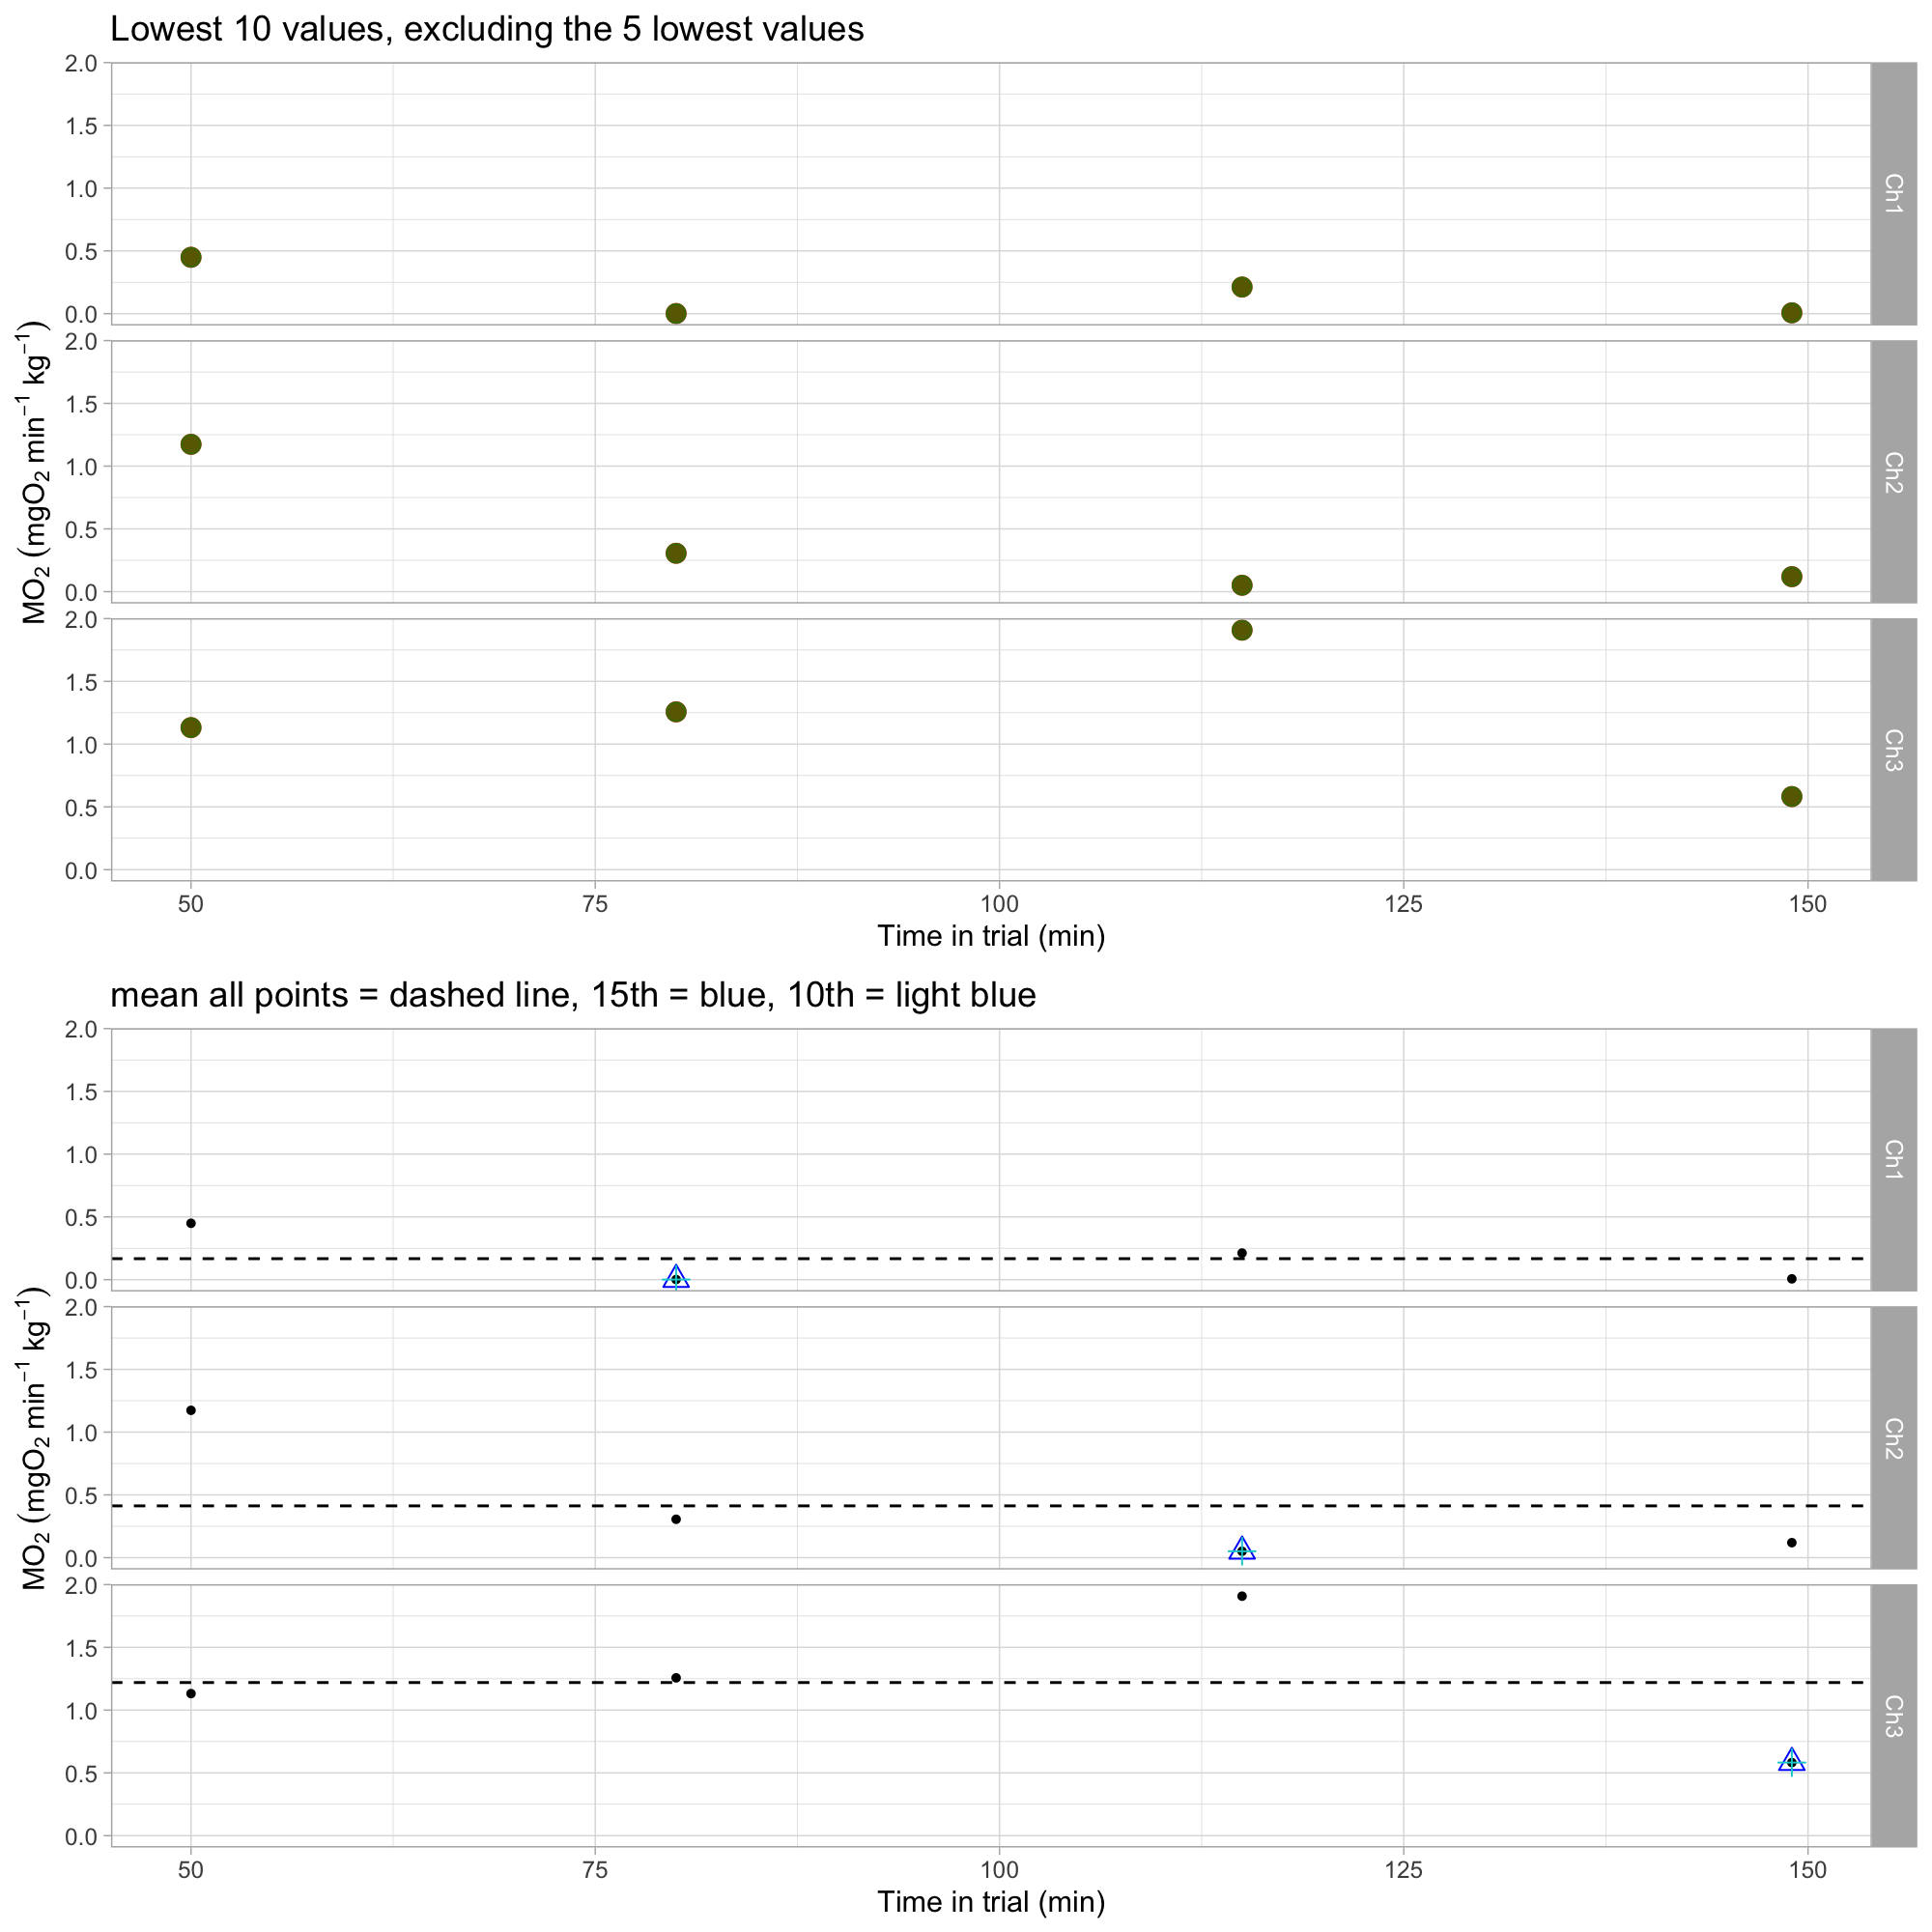 Lowest 10 values, excluding the 5 lowest values
MO₂ (mgO₂ min⁻¹ kg⁻¹)
2.0
1.5
1.0
0.5
0.0
Ch1
2.0
1.5
1.0
0.5
0.0
Ch2
2.0
1.5
1.0
0.5
0.0
Ch3
50 75 100 125 150
Time in trial (min)
mean all points = dashed line, 15th = blue, 10th = light blue
MO₂ (mgO₂ min⁻¹ kg⁻¹)
2.0
1.5
1.0
0.5
0.0
Ch1
2.0
1.5
1.0
0.5
0.0
Ch2
2.0
1.5
1.0
0.5
0.0
Ch3
50 75 100 125 150
Time in trial (min)